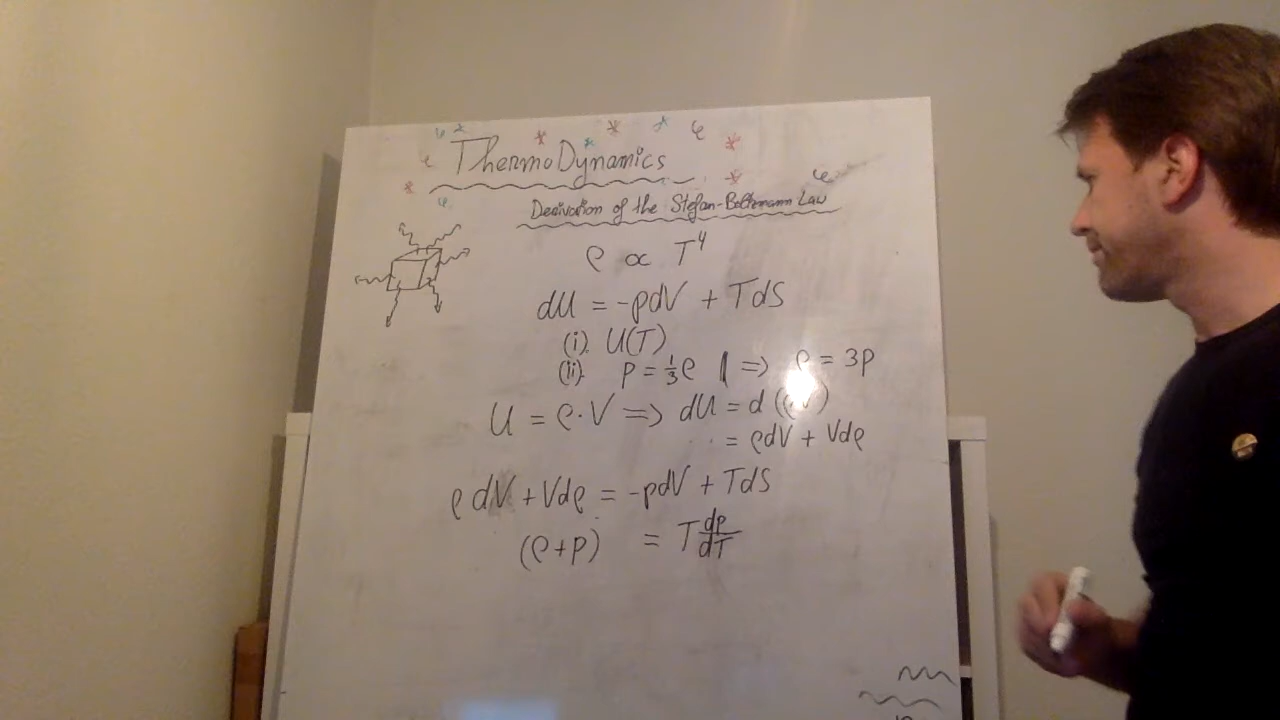 ThermoDynamics
Derivation of the Stefan-Boltzmann Law
ρ ∝ T⁴
dU = -pdV + TdS
(i). U(T)
(ii). p = ⅓ρ | ⟹ ρ = 3p
U = ρ·V ⟹ dU = d(ρV)
= ρdV + Vdρ
ρdV + Vdρ = -pdV + TdS
(ρ+p) = T dp/dT